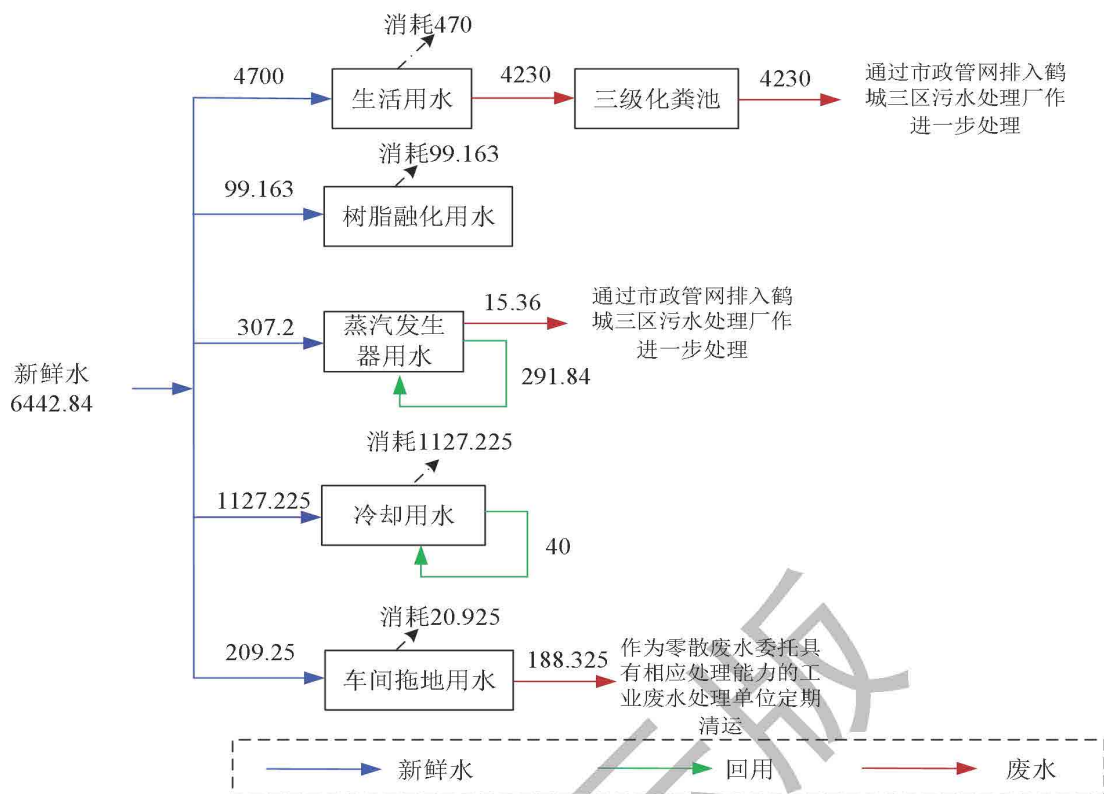 消耗470
4700
生活用水
4230
三级化粪池
4230
通过市政管网排入鹤
城三区污水处理厂作
进一步处理
消耗99.163
99.163
树脂融化用水
307.2
蒸汽发生
器用水
15.36
通过市政管网排入鹤
城三区污水处理厂作
进一步处理
291.84
新鲜水
6442.84
消耗1127.225
1127.225
冷却用水
40
消耗20.925
209.25
车间拖地用水
188.325
作为零散废水委托具
有相应处理能力的工
业废水处理单位定期
清运
新鲜水
回用
废水
版